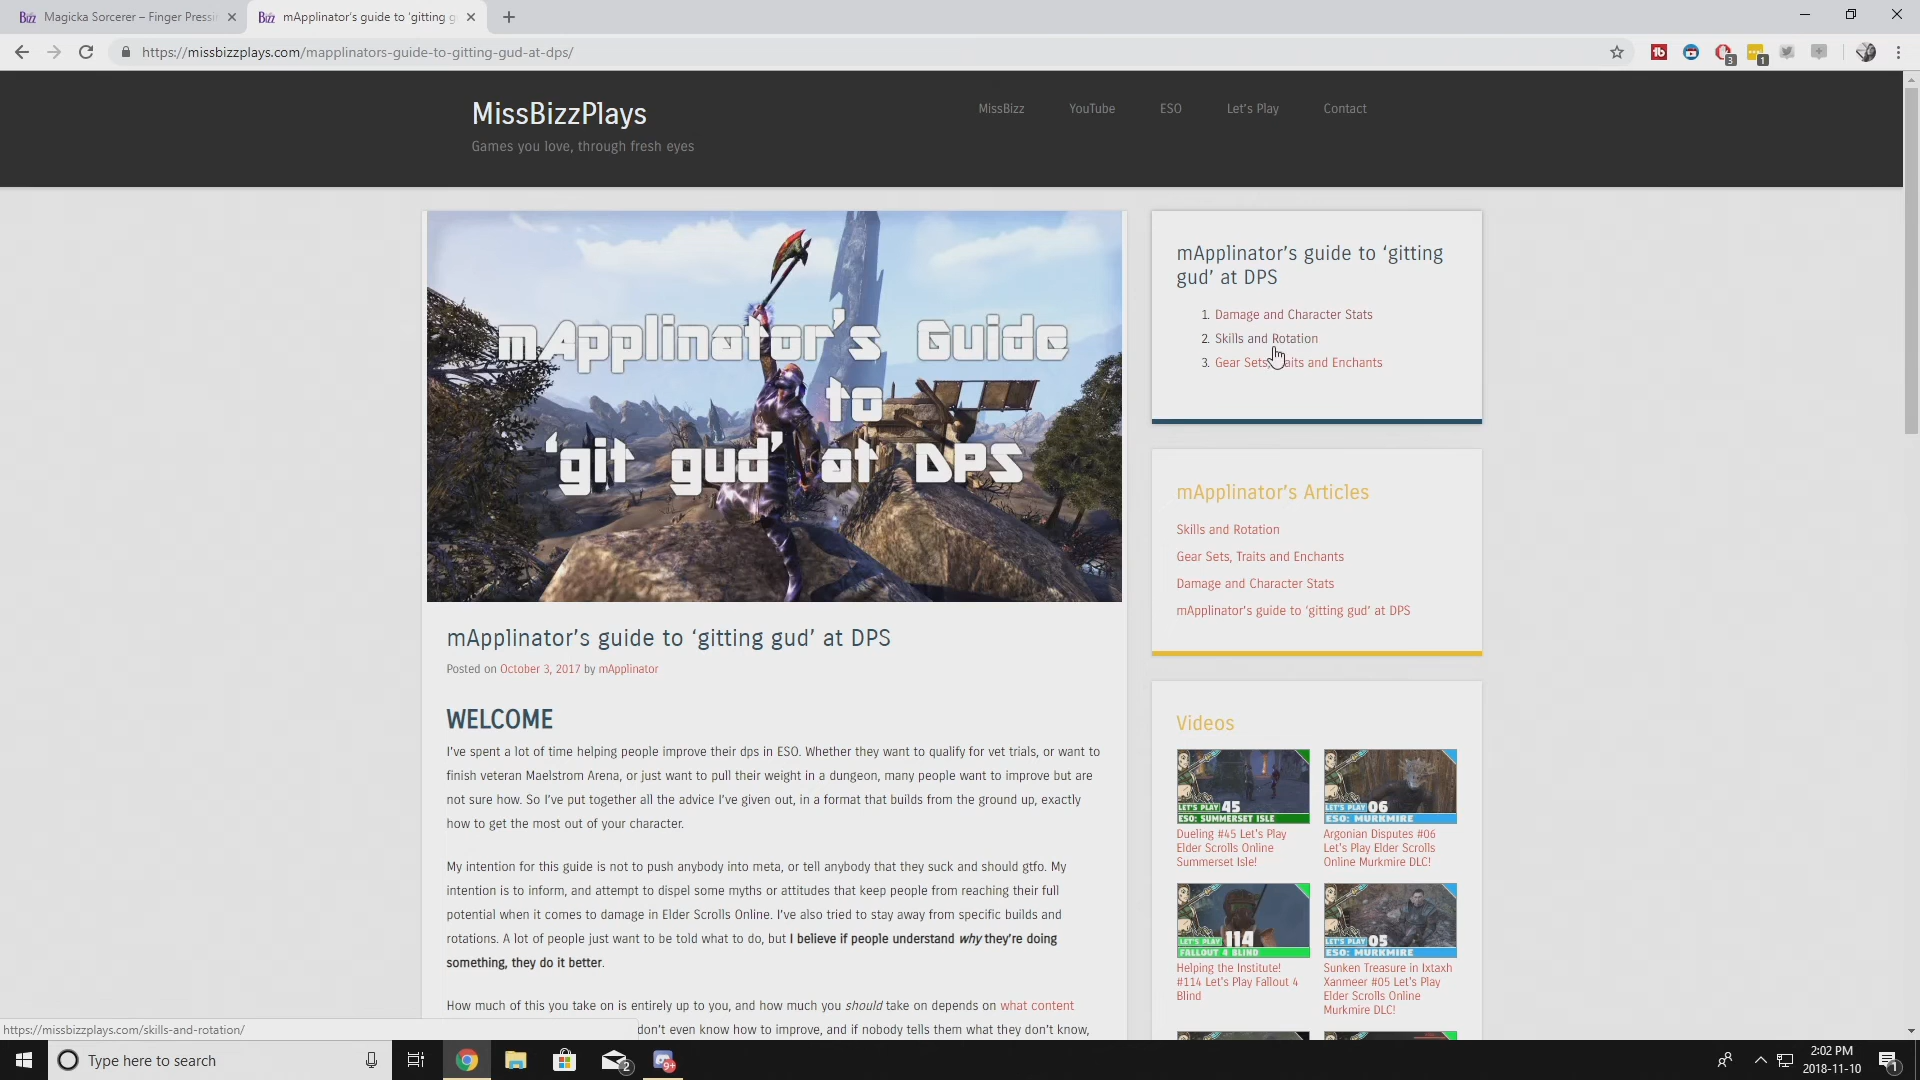 Bizz Magicka Sorcerer – Finger Pressi
Bizz mApplinator's guide to 'gitting g
https://missbizzplays.com/mapplinators-guide-to-gitting-gud-at-dps/
3
1
MissBizzPlays
Games you love, through fresh eyes
MissBizz YouTube ESO Let's Play Contact
mApplinator's Guide
to
'git gud' at DPS
mApplinator's guide to 'gitting gud' at DPS
Posted on October 3, 2017 by mApplinator
WELCOME
I've spent a lot of time helping people improve their dps in ESO. Whether they want to qualify for vet trials, or want to
finish veteran Maelstrom Arena, or just want to pull their weight in a dungeon, many people want to improve but are
not sure how. So I've put together all the advice I've given out, in a format that builds from the ground up, exactly
how to get the most out of your character.
My intention for this guide is not to push anybody into meta, or tell anybody that they suck and should gtfo. My
intention is to inform, and attempt to dispel some myths or attitudes that keep people from reaching their full
potential when it comes to damage in Elder Scrolls Online. I've also tried to stay away from specific builds and
rotations. A lot of people just want to be told what to do, but I believe if people understand why they're doing
something, they do it better.
How much of this you take on is entirely up to you, and how much you should take on depends on what content
don't even know how to improve, and if nobody tells them what they don't know,
mApplinator's guide to 'gitting
gud' at DPS
1. Damage and Character Stats
2. Skills and Rotation
3. Gear Sets, Traits and Enchants
mApplinator's Articles
Skills and Rotation
Gear Sets, Traits and Enchants
Damage and Character Stats
mApplinator's guide to 'gitting gud' at DPS
Videos
LET'S PLAY 45
ESO: SUMMERSET ISLE
Dueling #45 Let's Play
Elder Scrolls Online
Summerset Isle!
LET'S PLAY 06
ESO: MURKMIRE
Argonian Disputes #06
Let's Play Elder Scrolls
Online Murkmire DLC!
LET'S PLAY 114
FALLOUT 4 BLIND
Helping the Institute!
#114 Let's Play Fallout 4
Blind
LET'S PLAY 05
ESO: MURKMIRE
Sunken Treasure in Ixtaxh
Xanmeer #05 Let's Play
Elder Scrolls Online
Murkmire DLC!
https://missbizzplays.com/skills-and-rotation/
Type here to search
2
9+
2:02 PM
2018-11-10
1